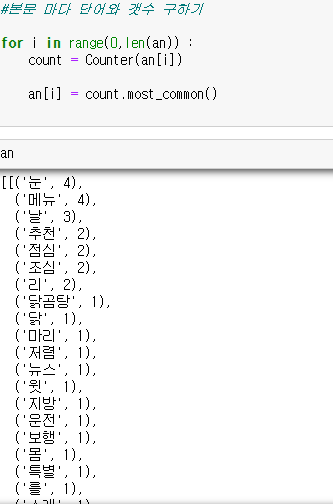 #본문 마다 단어와 갯수 구하기
for i in range(0,len(an)) :
count = Counter(an[i])
an[i] = count.most_common()
an
[[('눈', 4),
('메뉴', 4),
('날', 3),
('추천', 2),
('점심', 2),
('조심', 2),
('리', 2),
('닭곰탕', 1),
('닭', 1),
('마리', 1),
('저렴', 1),
('뉴스', 1),
('윗', 1),
('지방', 1),
('운전', 1),
('보행', 1),
('몸', 1),
('특별', 1),
('를', 1),